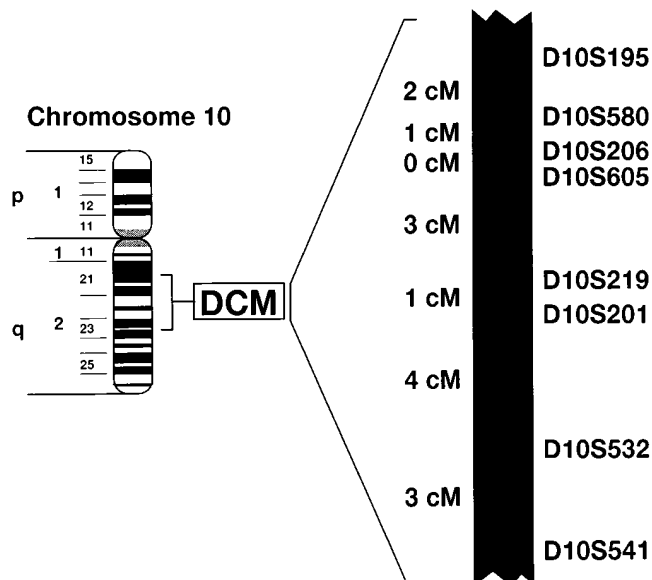 Chromosome 10
p
1
15
12
11
q
1
11
2
21
23
25
DCM
2 cM
1 cM
0 cM
3 cM
1 cM
4 cM
3 cM
D10S195
D10S580
D10S206
D10S605
D10S219
D10S201
D10S532
D10S541